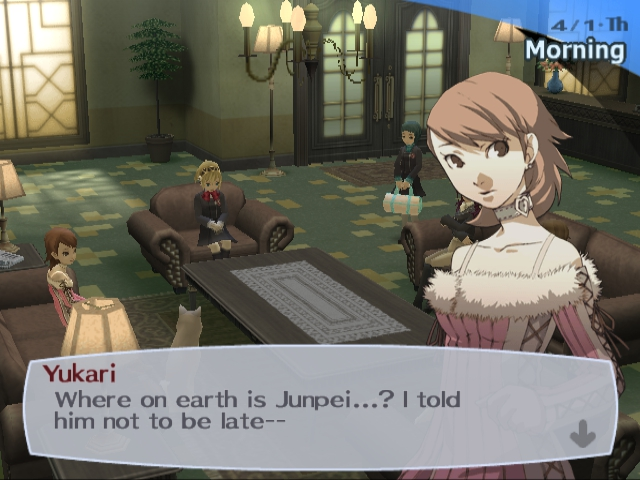 4/1·Th
Morning
Yukari
Where on earth is Junpei...? I told
him not to be late--